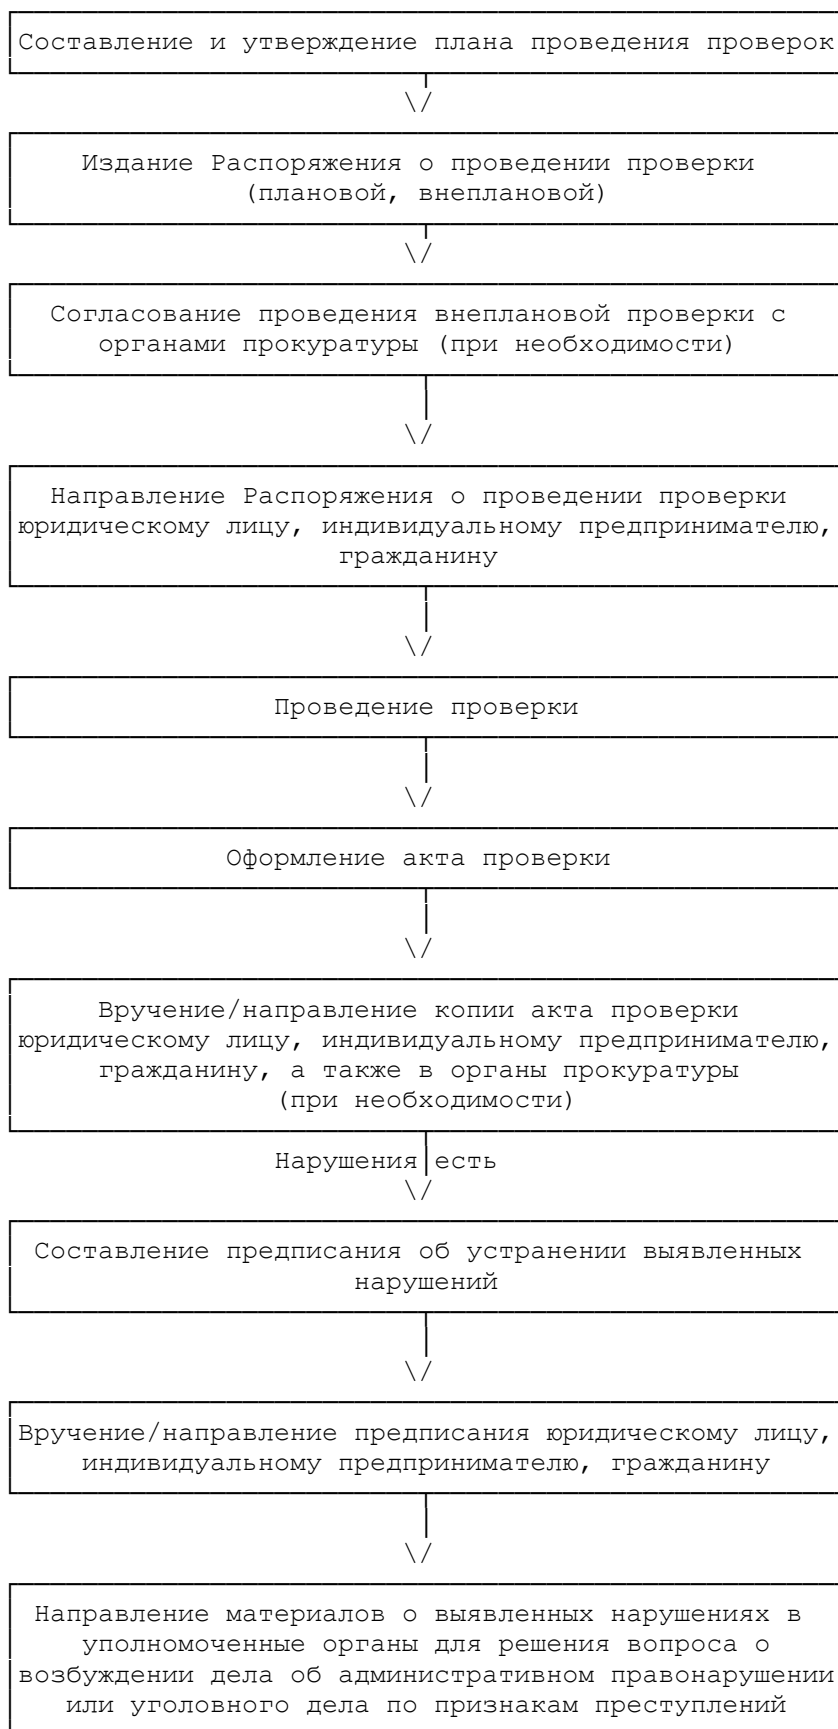 Составление и утверждение плана проведения проверок
\/
Издание Распоряжения о проведении проверки
(плановой, внеплановой)
\/
Согласование проведения внеплановой проверки с
органами прокуратуры (при необходимости)
\/
Направление Распоряжения о проведении проверки
юридическому лицу, индивидуальному предпринимателю,
гражданину
\/
Проведение проверки
\/
Оформление акта проверки
\/
Вручение/направление копии акта проверки
юридическому лицу, индивидуальному предпринимателю,
гражданину, а также в органы прокуратуры
(при необходимости)
Нарушения есть
\/
Составление предписания об устранении выявленных
нарушений
\/
Вручение/направление предписания юридическому лицу,
индивидуальному предпринимателю, гражданину
\/
Направление материалов о выявленных нарушениях в
уполномоченные органы для решения вопроса о
возбуждении дела об административном правонарушении
или уголовного дела по признакам преступлений